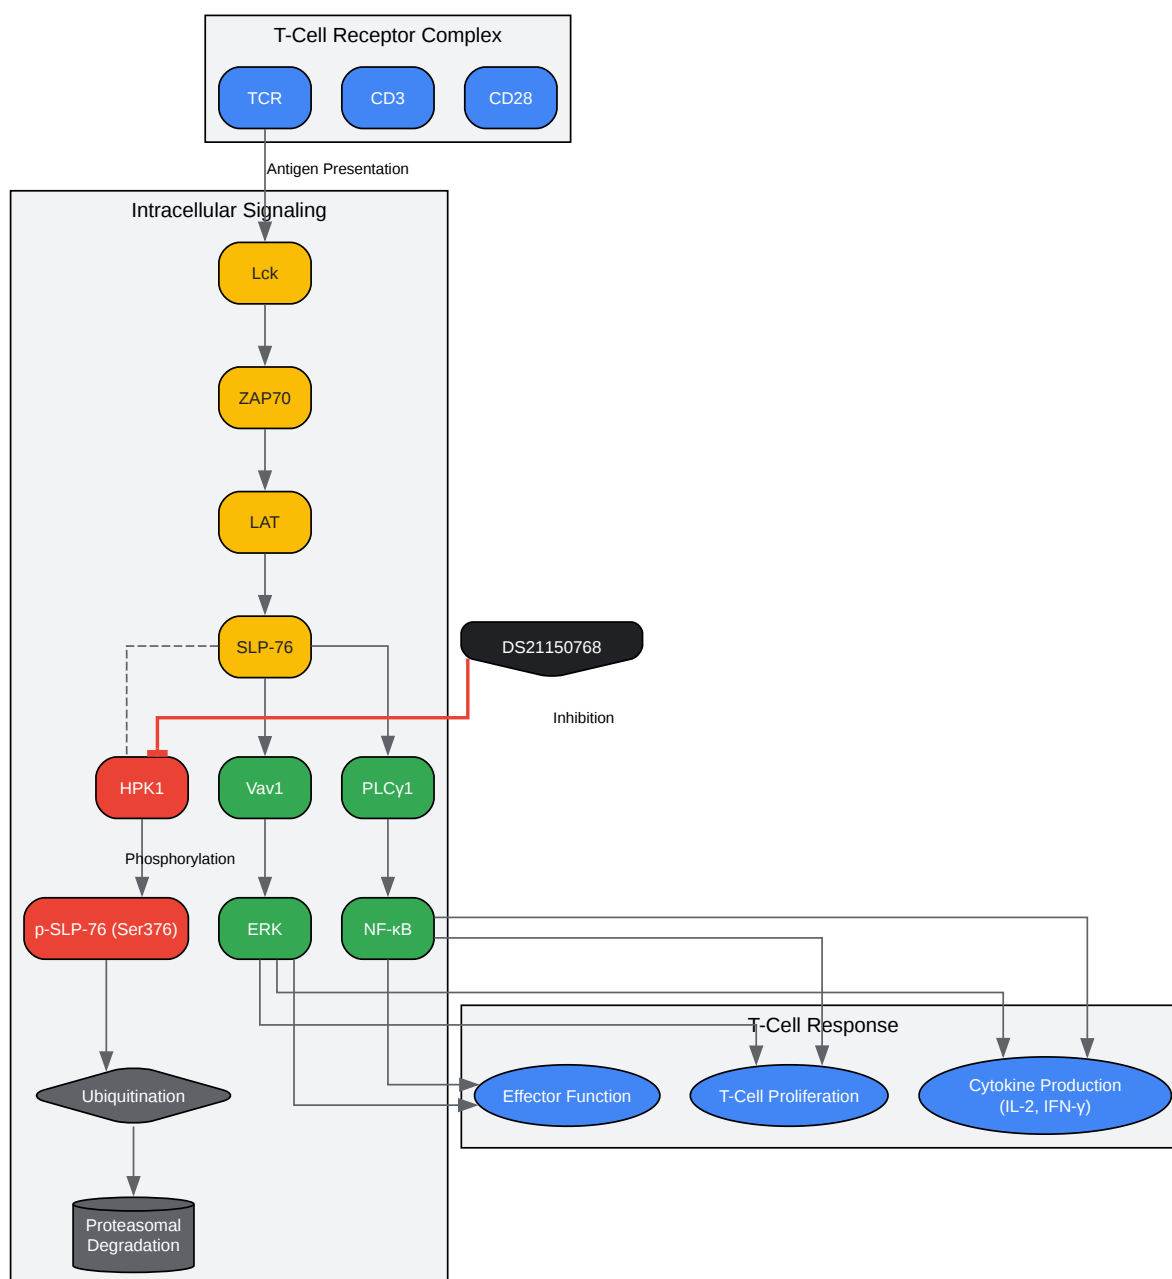 T-Cell Receptor Complex
TCR
CD3
CD28
Antigen Presentation
Intracellular Signaling
Lck
ZAP70
LAT
SLP-76
DS21150768
Inhibition
HPK1
Vav1
PLCγ1
Phosphorylation
p-SLP-76 (Ser376)
ERK
NF-κB
T-Cell Response
Ubiquitination
Effector Function
T-Cell Proliferation
Cytokine Production
(IL-2, IFN-γ)
Proteasomal
Degradation